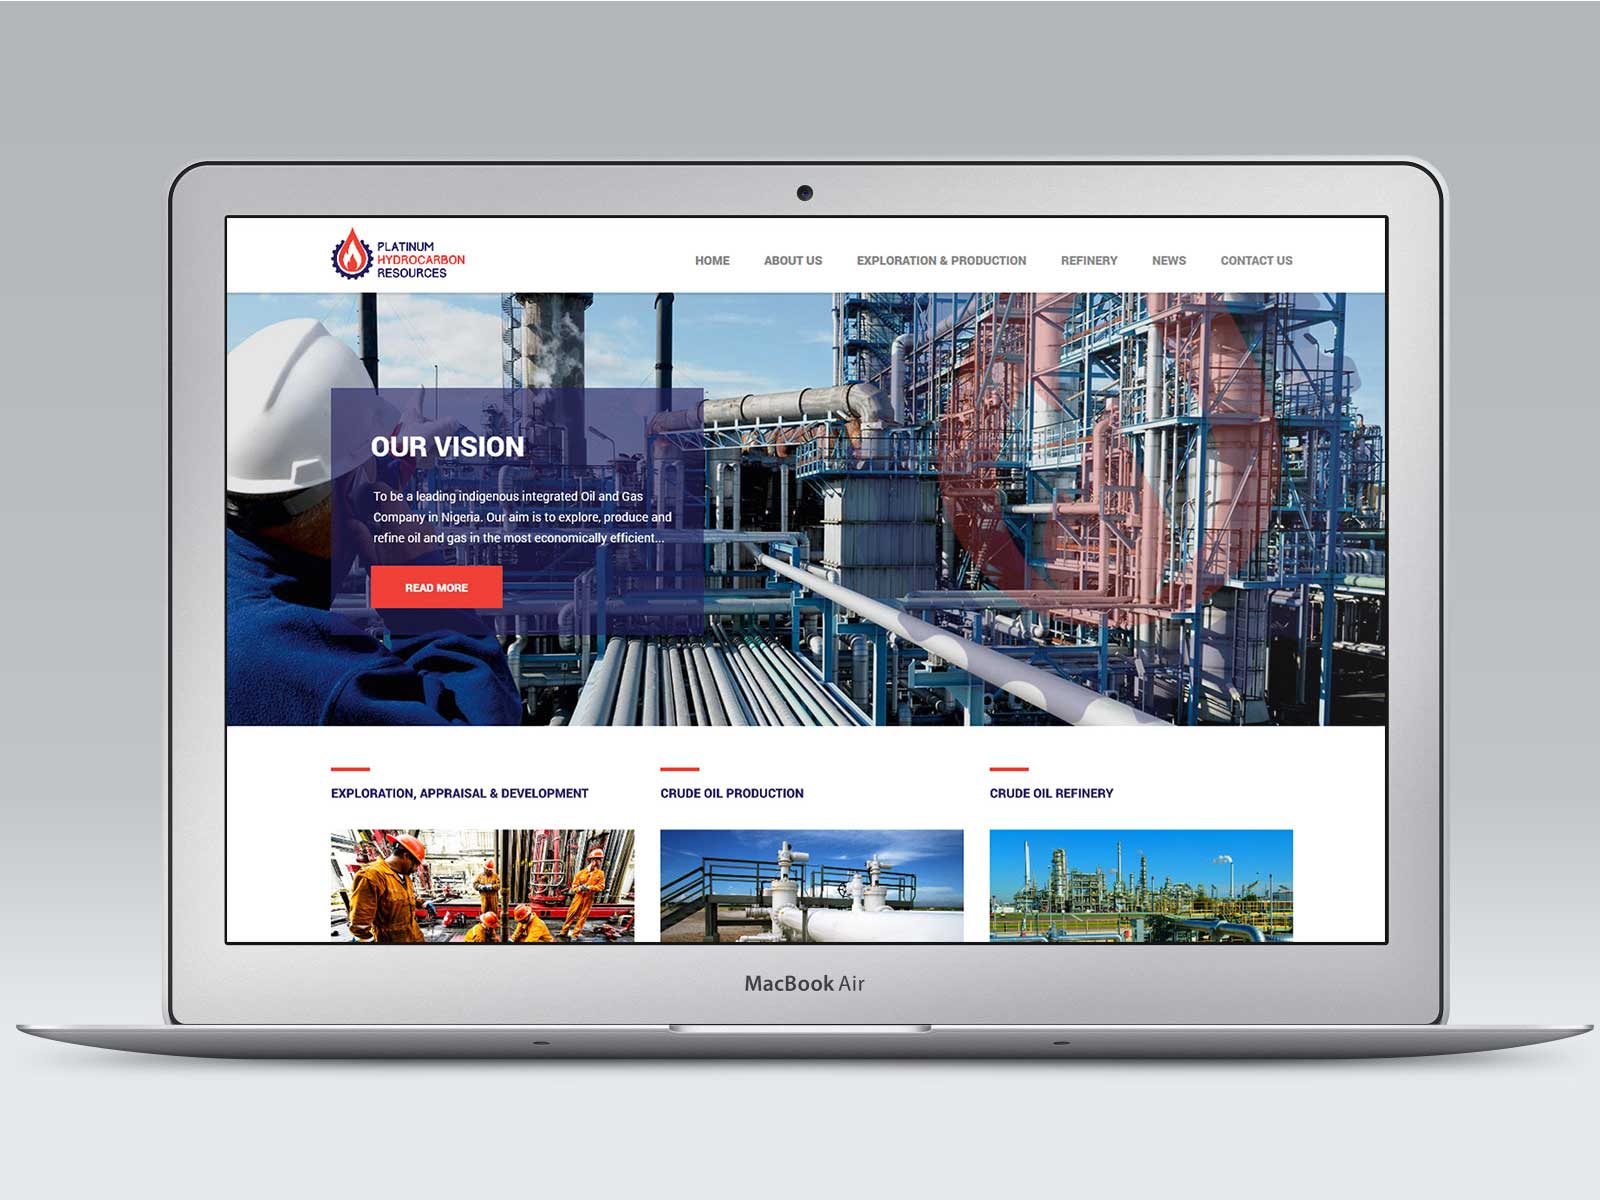 PLATINUM
HYDROCARBON
RESOURCES
HOME ABOUT US EXPLORATION & PRODUCTION REFINERY NEWS CONTACT US
OUR VISION
To be a leading indigenous integrated Oil and Gas
Company in Nigeria. Our aim is to explore, produce and
refine oil and gas in the most economically efficient...
READ MORE
EXPLORATION, APPRAISAL & DEVELOPMENT
CRUDE OIL PRODUCTION
CRUDE OIL REFINERY
MacBook Air